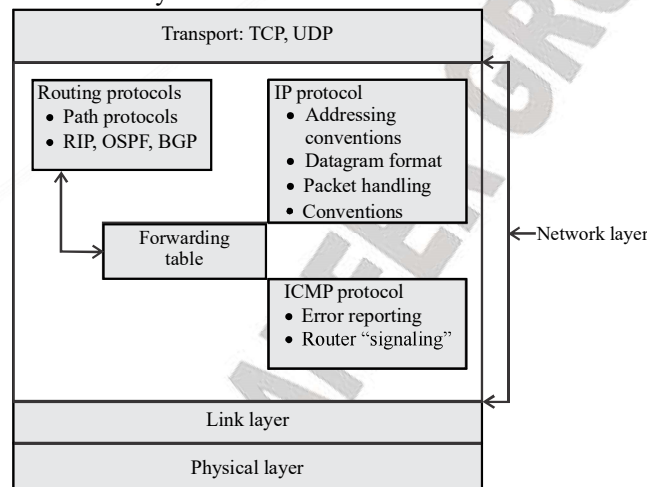 Transport: TCP, UDP
Routing protocols
• Path protocols
• RIP, OSPF, BGP
IP protocol
• Addressing
conventions
• Datagram format
• Packet handling
• Conventions
Forwarding
table
Network layer
ICMP protocol
• Error reporting
• Router “signaling”
Link layer
Physical layer